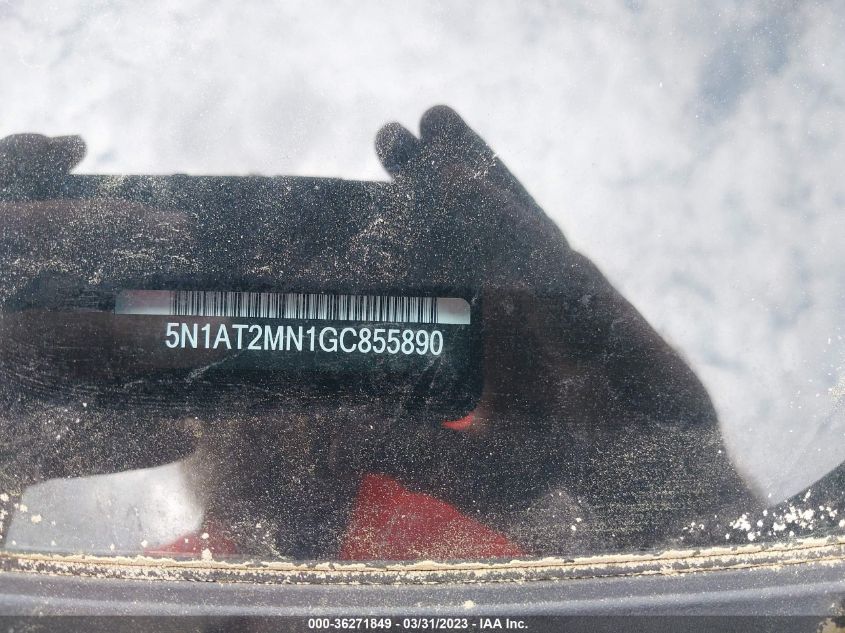 5N1AT2MN1GC855890
000-36271849 / 03/31/2023 - IAA Inc.